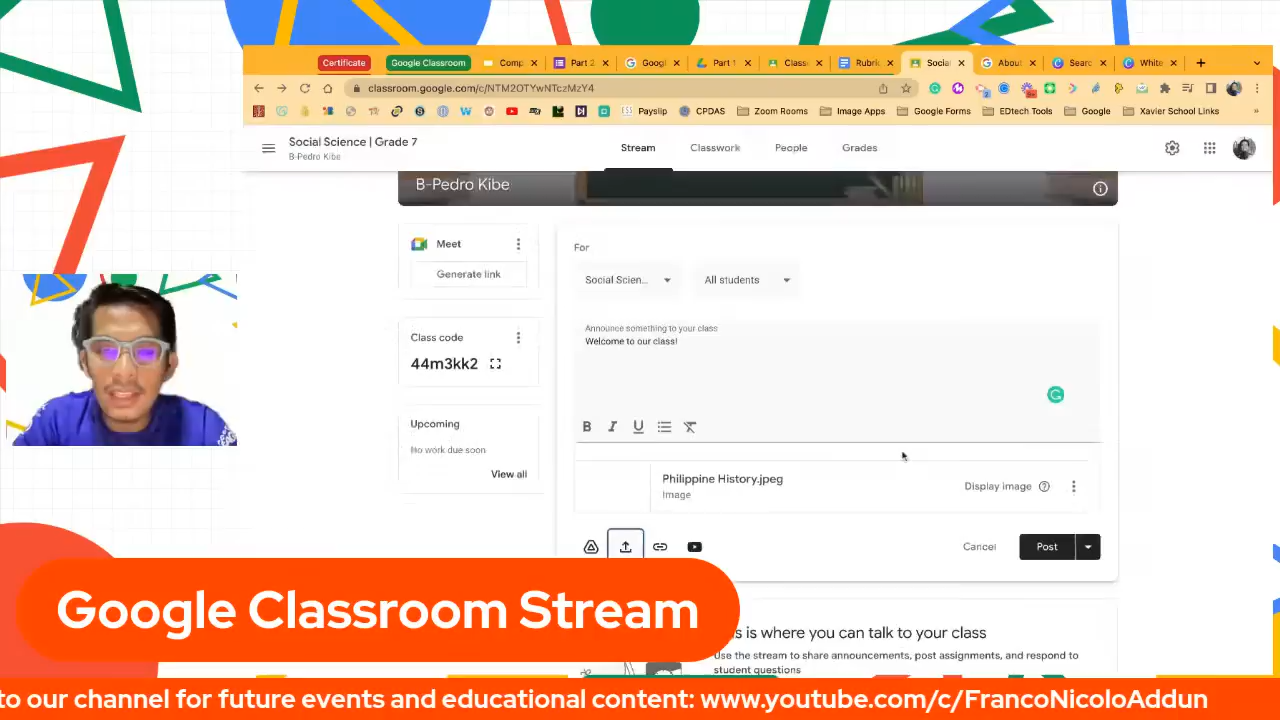 Certificate
Google Classroom
Comp
Part 2
Googl
Part 1
Classw
Rubrik
Social
About
Searc
White
classroom.google.com/c/NTM2OTYwNTczMzY4
Payslip
CPDAS
Zoom Rooms
Image Apps
Google Forms
EDtech Tools
Google
Xavier School Links
Social Science | Grade 7
B-Pedro Kibe
Stream
Classwork
People
Grades
B-Pedro Kibe
Meet
Generate link
Class code
44m3kk2
Upcoming
No work due soon
View all
For
Social Scien...
All students
Announce something to your class
Welcome to our class!
B I U
Philippine History.jpeg
Image
Display image
Cancel
Post
s is where you can talk to your class
Use the stream to share announcements, post assignments, and respond to
student questions
Google Classroom Stream
to our channel for future events and educational content: www.youtube.com/c/FrancoNicoloAddun